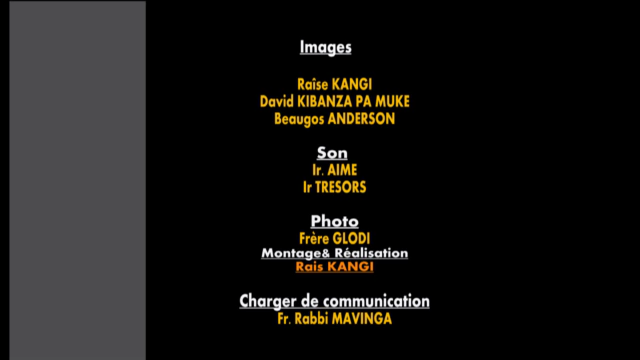 Images
Raîse KANGI
David KIBANZA PA MUKE
Beaugos ANDERSON
Son
Ir. AIME
Ir TRESORS
Photo
Frère GLODI
Montage& Réalisation
Rais KANGI
Charger de communication
Fr. Rabbi MAVINGA